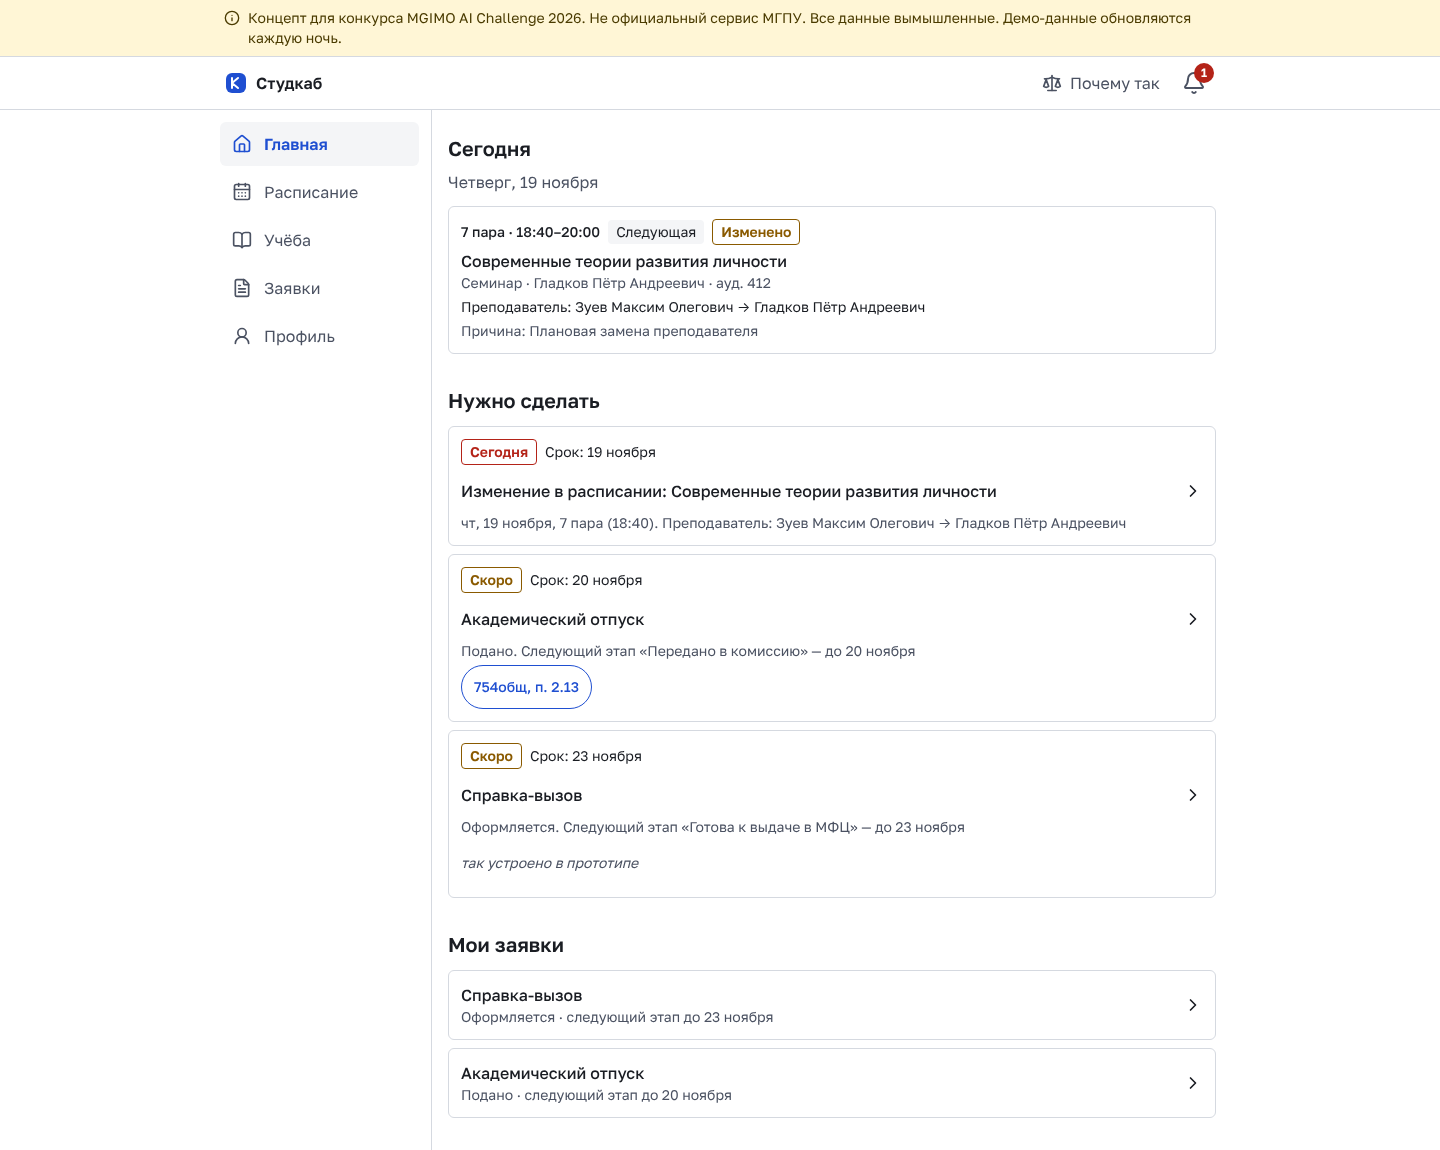 Концепт для конкурса MGIMO AI Challenge 2026. Не официальный сервис МГПУ. Все данные вымышленные. Демо-данные обновляются
каждую ночь.
Студкаб
Почему так
1
Главная
Расписание
Учёба
Заявки
Профиль
Сегодня
Четверг, 19 ноября
7 пара · 18:40–20:00 Следующая Изменено
Современные теории развития личности
Семинар · Гладков Пётр Андреевич · ауд. 412
Преподаватель: Зуев Максим Олегович → Гладков Пётр Андреевич
Причина: Плановая замена преподавателя
Нужно сделать
Сегодня Срок: 19 ноября
Изменение в расписании: Современные теории развития личности
чт, 19 ноября, 7 пара (18:40). Преподаватель: Зуев Максим Олегович → Гладков Пётр Андреевич
Скоро Срок: 20 ноября
Академический отпуск
Подано. Следующий этап «Передано в комиссию» — до 20 ноября
754общ, п. 2.13
Скоро Срок: 23 ноября
Справка-вызов
Оформляется. Следующий этап «Готова к выдаче в МФЦ» — до 23 ноября
так устроено в прототипе
Мои заявки
Справка-вызов
Оформляется · следующий этап до 23 ноября
Академический отпуск
Подано · следующий этап до 20 ноября